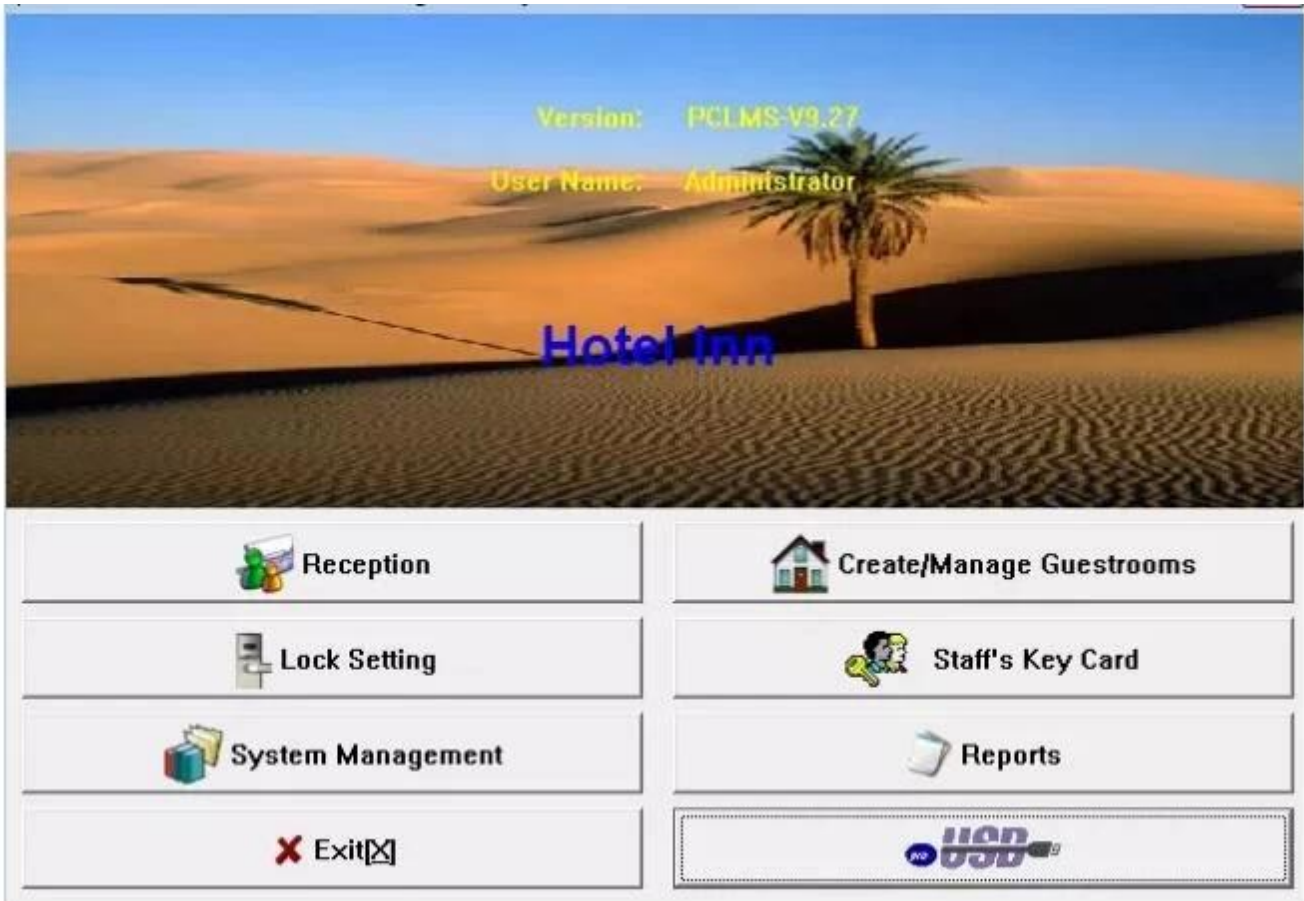 Version: PCLMS-V9.27
User Name: Administrator
Hotel Inn
Reception
Create/Manage Guestrooms
Lock Setting
Staff's Key Card
System Management
Reports
Exit[X]
pro USB